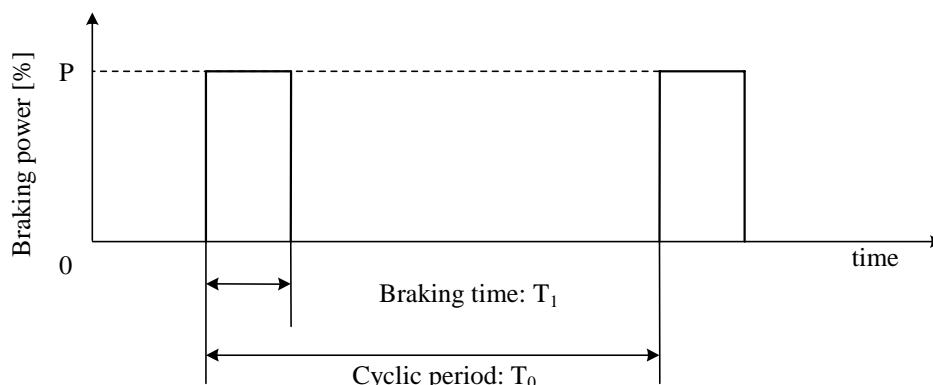 Braking power [%]
P
0
time
Braking time: T₁
Cyclic period: T₀